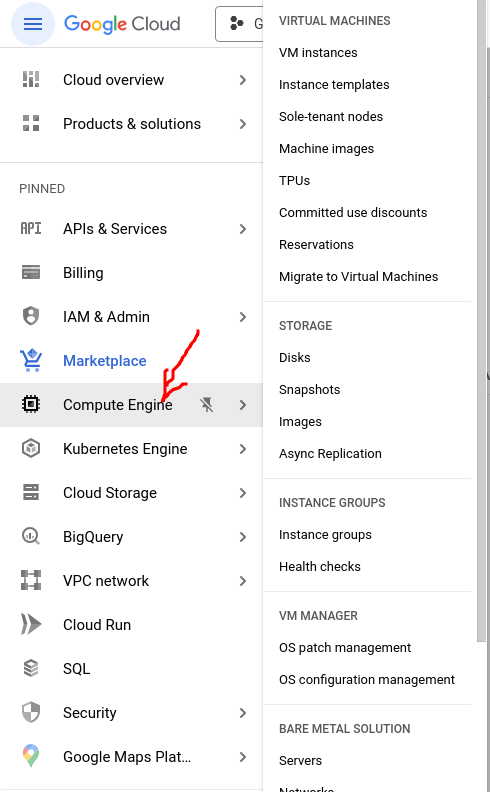 Google Cloud
G
Cloud overview
Products & solutions
PINNED
API APIs & Services
Billing
IAM & Admin
Marketplace
Compute Engine
Kubernetes Engine
Cloud Storage
BigQuery
VPC network
Cloud Run
SQL
Security
Google Maps Plat...
VIRTUAL MACHINES
VM instances
Instance templates
Sole-tenant nodes
Machine images
TPUs
Committed use discounts
Reservations
Migrate to Virtual Machines
STORAGE
Disks
Snapshots
Images
Async Replication
INSTANCE GROUPS
Instance groups
Health checks
VM MANAGER
OS patch management
OS configuration management
BARE METAL SOLUTION
Servers
Networks